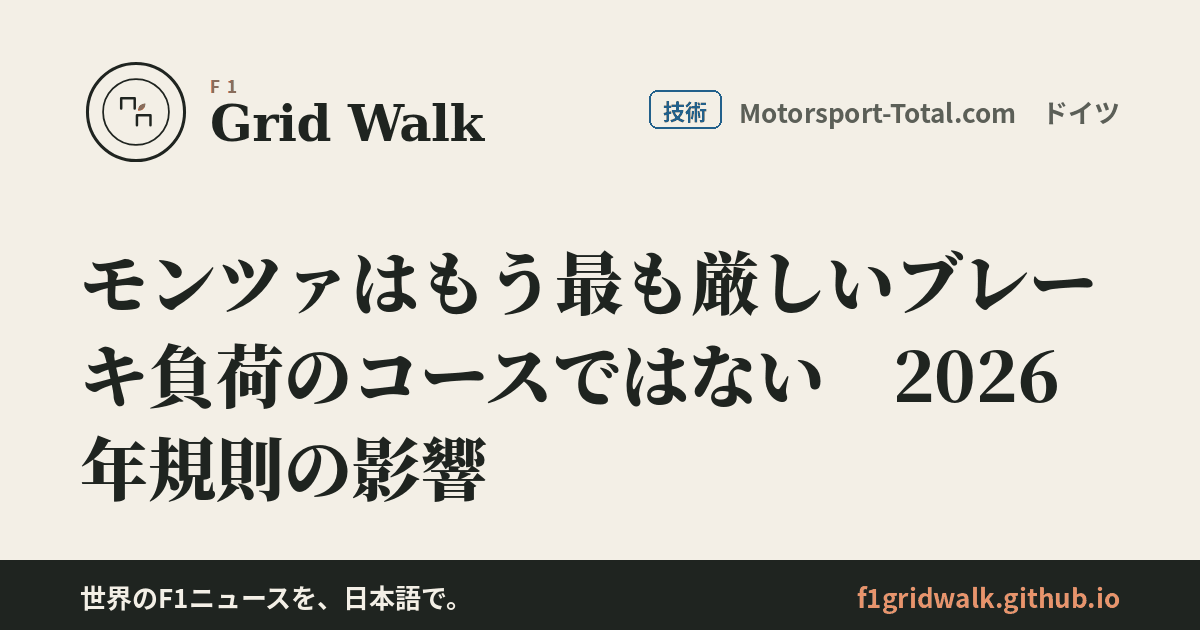 F1
Grid Walk
技術
Motorsport-Total.com ドイツ
モンツァはもう最も厳しいブレー
キ負荷のコースではない 2026
年規則の影響
世界のF1ニュースを、日本語で。
f1gridwalk.github.io